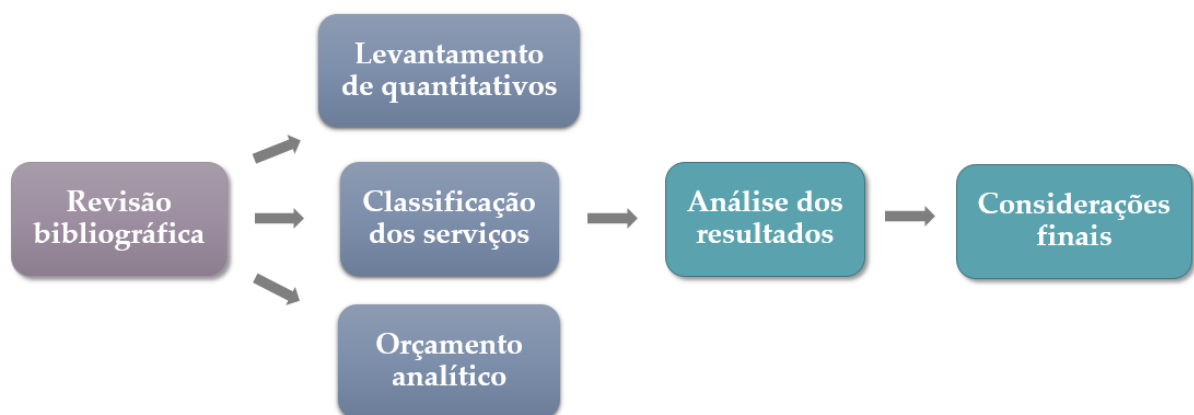 Levantamento
de quantitativos
Revisão
bibliográfica
Classificação
dos serviços
Análise dos
resultados
Considerações
finais
Orçamento
analítico